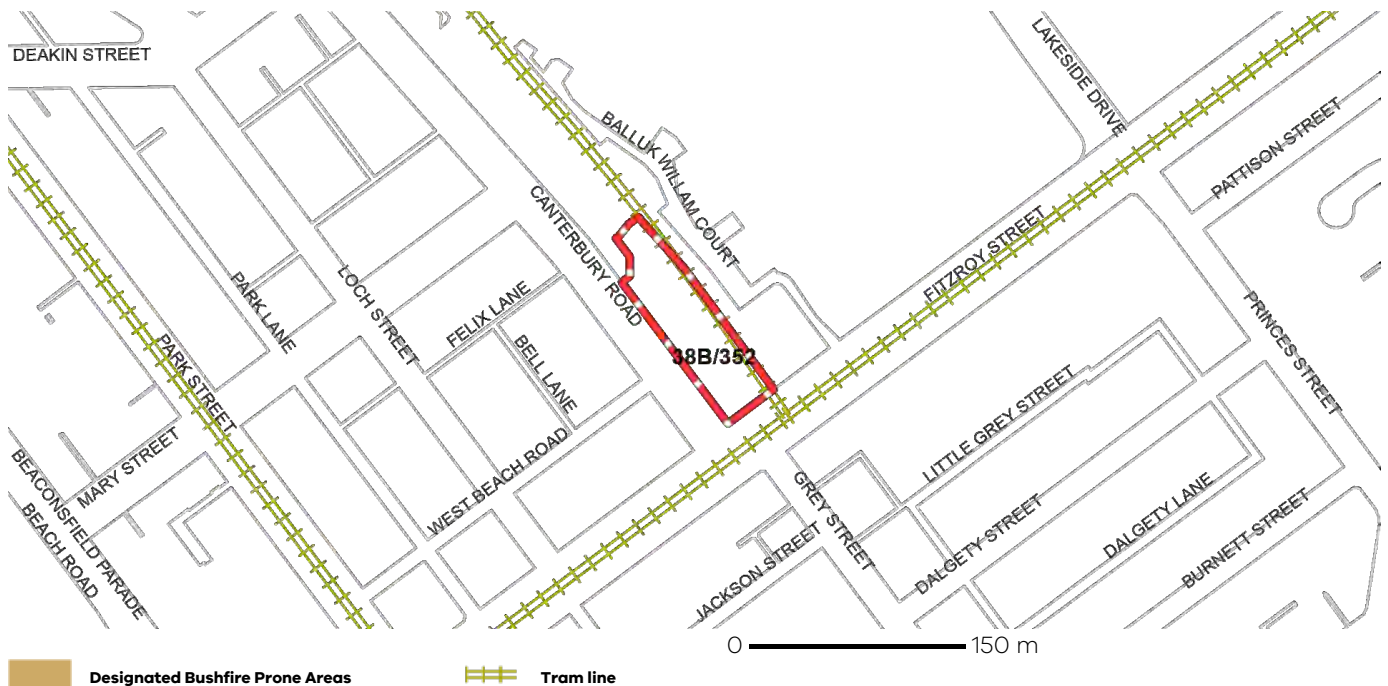 DEAKIN STREET
LAKESIDE DRIVE
PATTISON STREET
BALLUK WILLAM COURT
CANTERBURY ROAD
FITZROY STREET
LOCH STREET
PARK LANE
FELIX LANE
BELL LANE
PRINCES STREET
PARK STREET
38B/352
LITTLE GREY STREET
MARY STREET
WEST BEACH ROAD
BEACONSFIELD PARADE
BEACH ROAD
GREY STREET
JACKSON STREET
DALGETY STREET
DALGETY LANE
BURNETT STREET
0 150 m
Designated Bushfire Prone Areas
Tram line